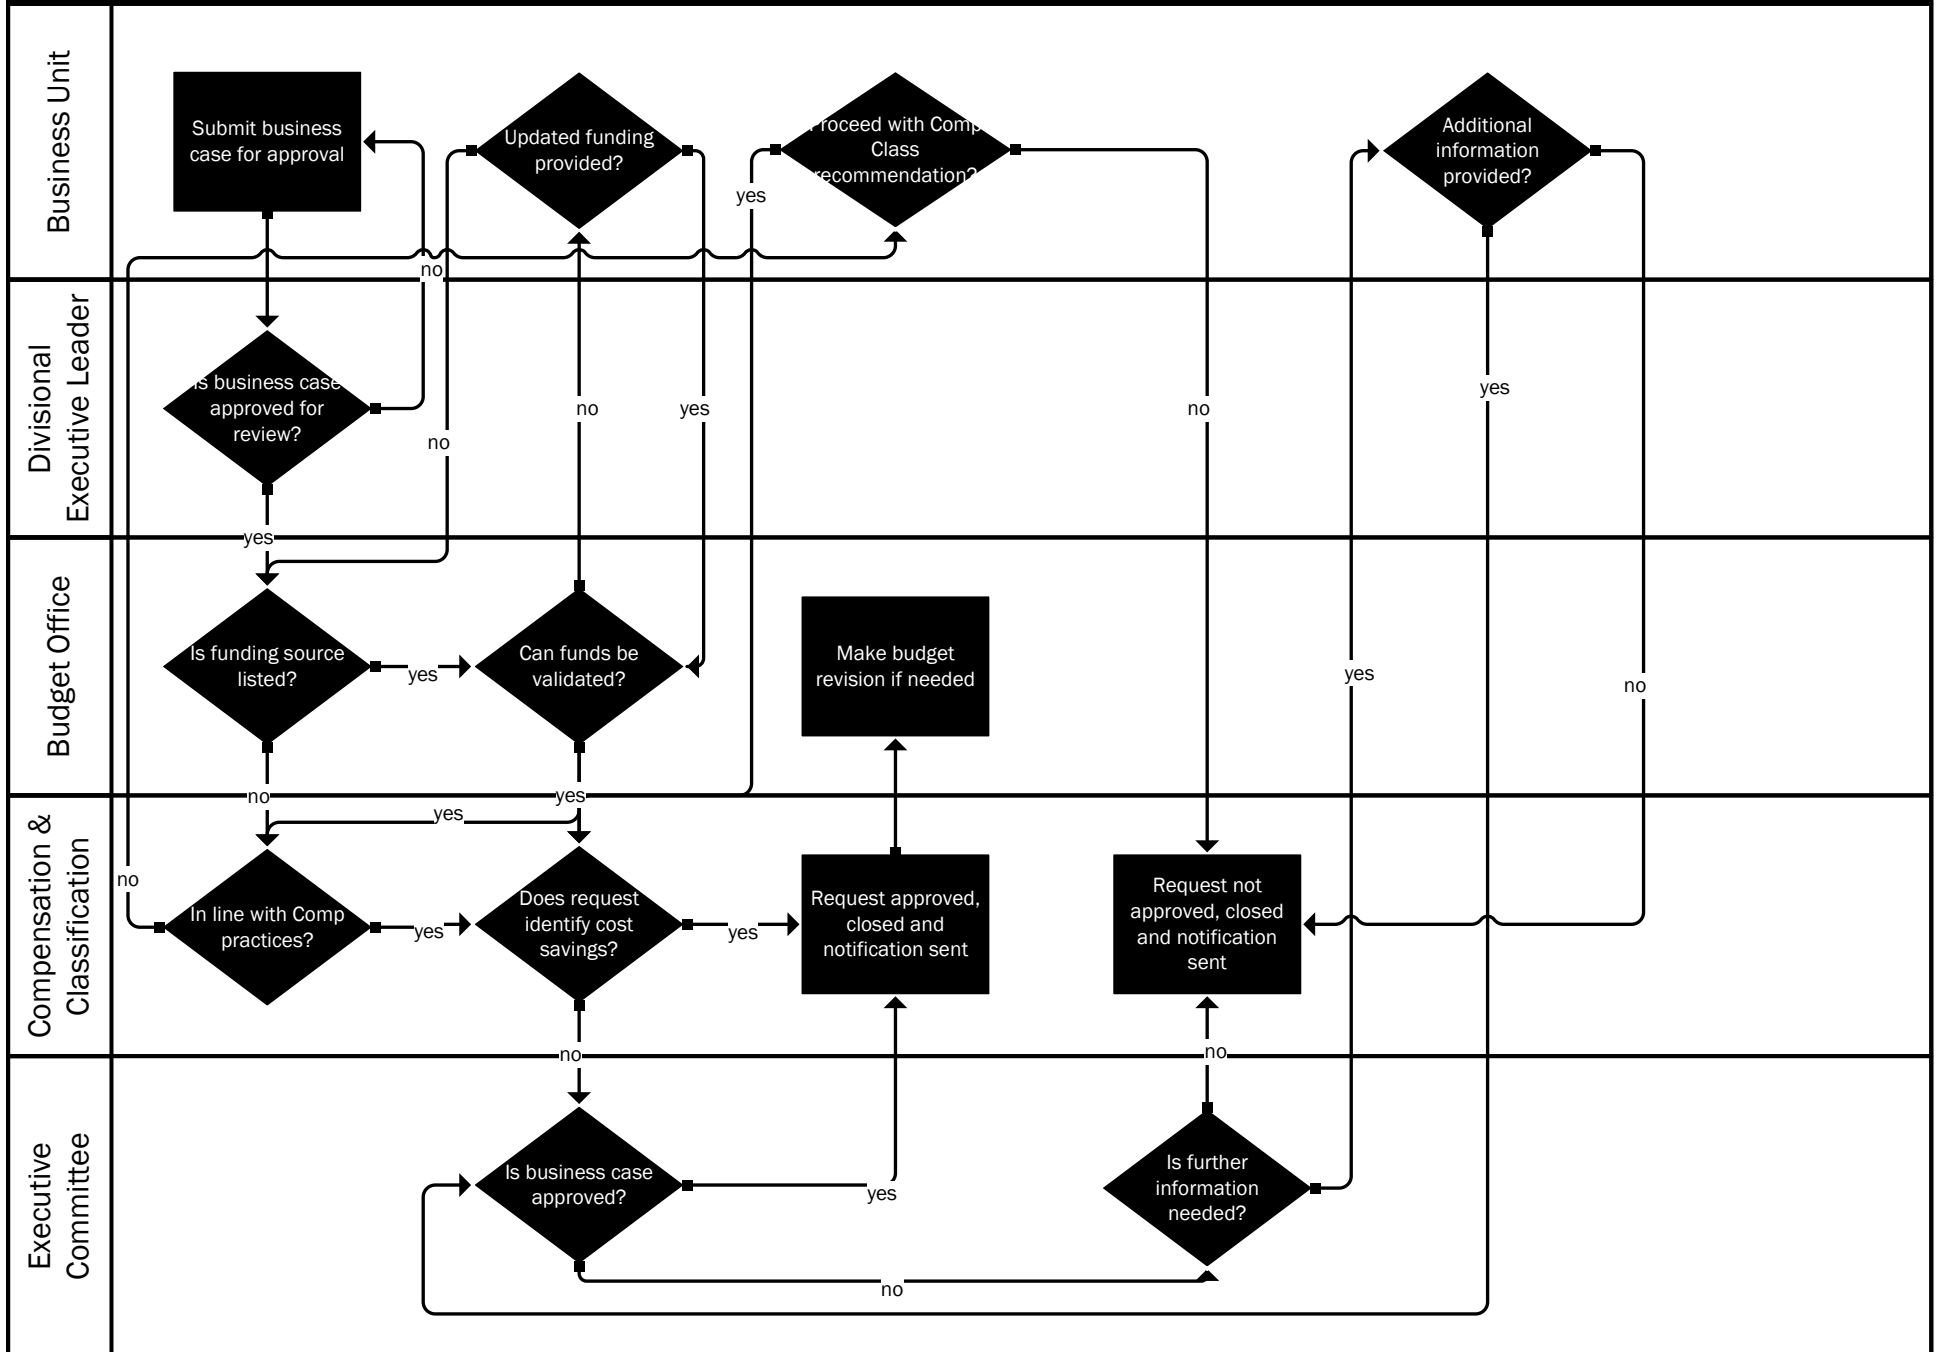 Business Unit
Submit business
case for approval
Updated funding
provided?
Proceed with Comp
Class
recommendation?
Additional
information
provided?
yes
no
Divisional
Executive Leader
Is business case
approved for
review?
no
no
yes
no
yes
yes
Budget Office
Is funding source
listed?
yes
Can funds be
validated?
Make budget
revision if needed
yes
no
no
yes
yes
Compensation &
Classification
no
In line with Comp
practices?
yes
Does request
identify cost
savings?
yes
Request approved,
closed and
notification sent
Request not
approved, closed
and notification
sent
no
no
Executive
Committee
Is business case
approved?
yes
Is further
information
needed?
no